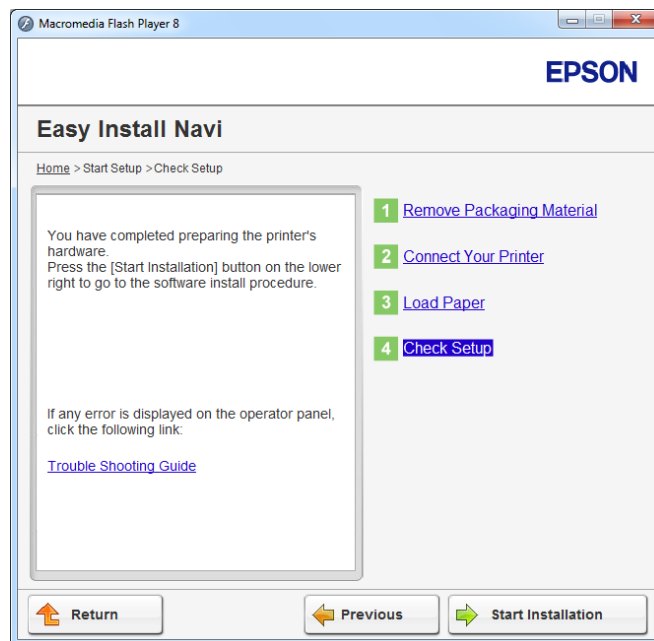 Macromedia Flash Player 8
EPSON
Easy Install Navi
Home > Start Setup >Check Setup
You have completed preparing the printer's
hardware.
Press the [Start Installation] button on the lower
right to go to the software install procedure.
If any error is displayed on the operator panel,
click the following link:
Trouble Shooting Guide
1 Remove Packaging Material
2 Connect Your Printer
3 Load Paper
4 Check Setup
Return
Previous
Start Installation